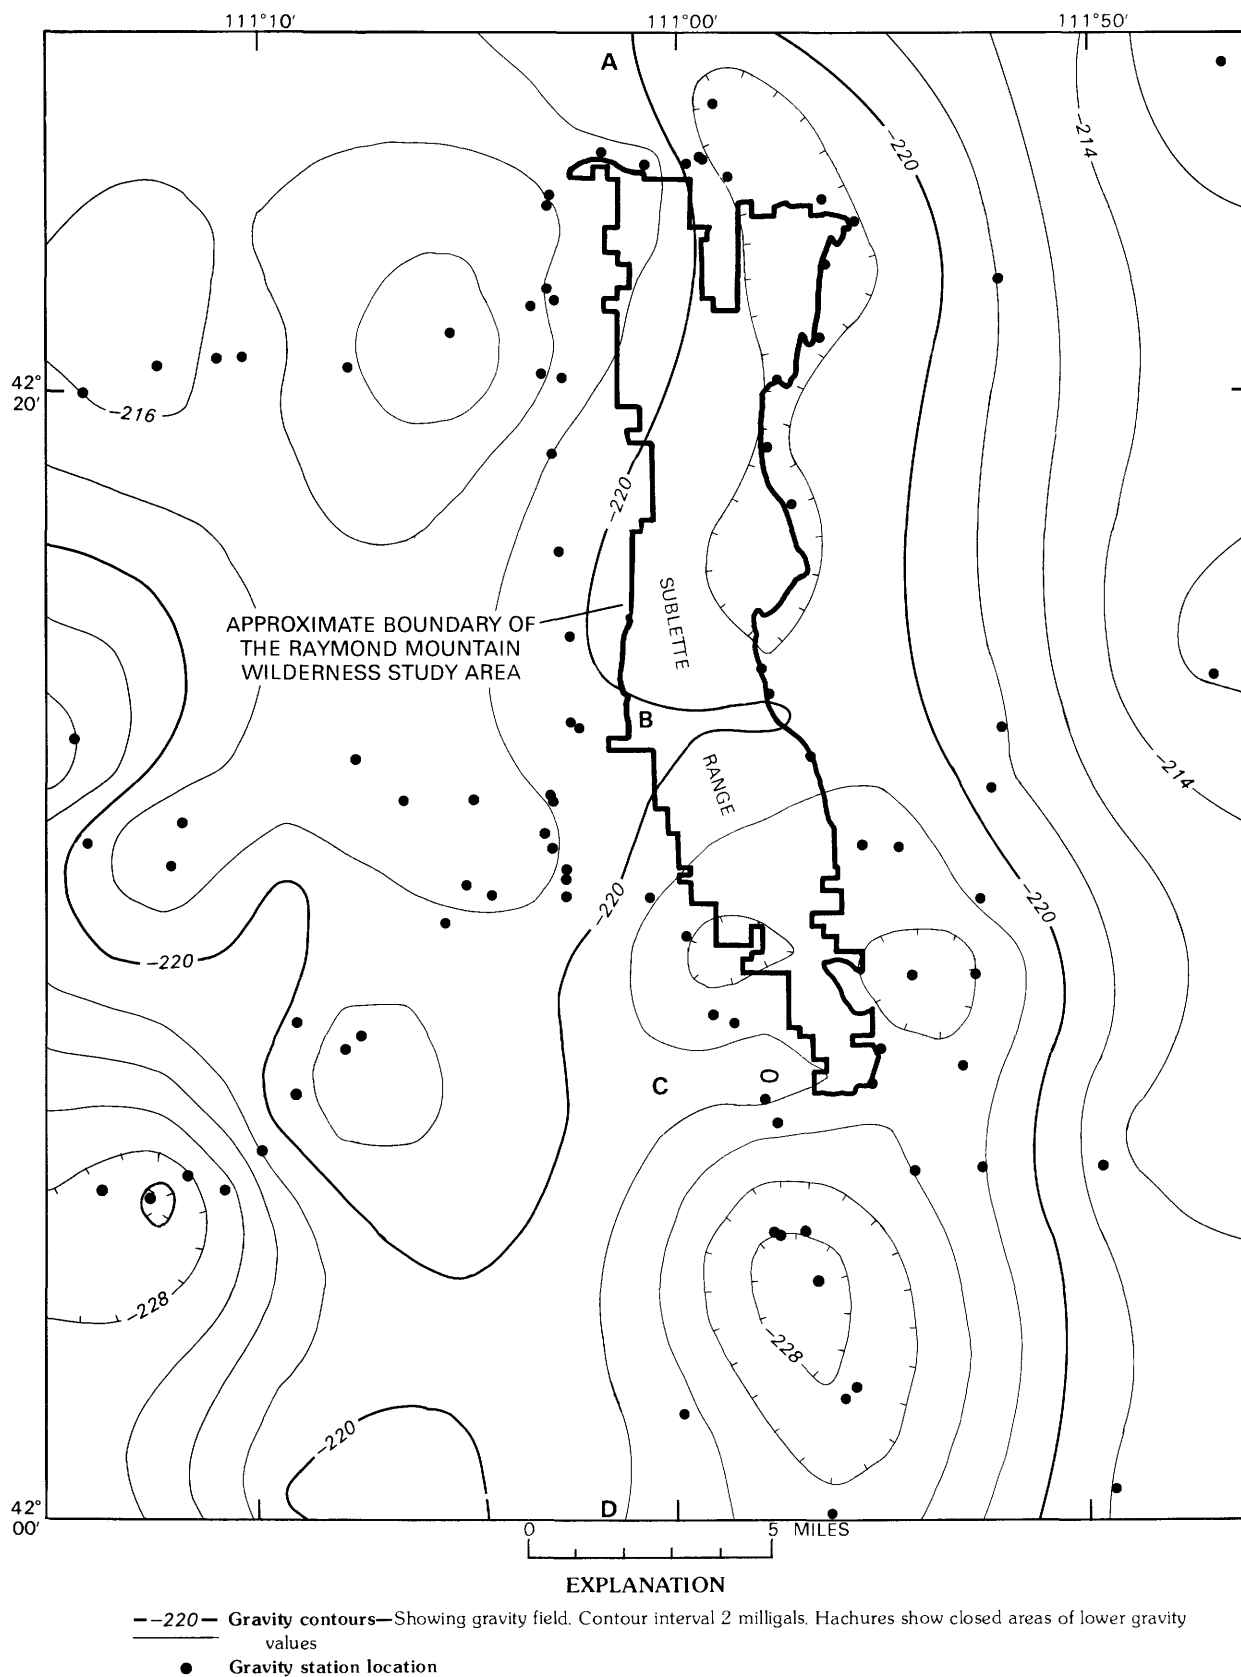 111°10′ 111°00′ 111°50′
A
−220
−214
42°
20′
−216
−220
SUBLETTE
APPROXIMATE BOUNDARY OF
THE RAYMOND MOUNTAIN
WILDERNESS STUDY AREA
B
RANGE
−214
−220
−220
−220
C
−228
−228
−220
42°
00′
D
0 5 MILES
EXPLANATION
−220 Gravity contours—Showing gravity field. Contour interval 2 milligals. Hachures show closed areas of lower gravity
values
Gravity station location